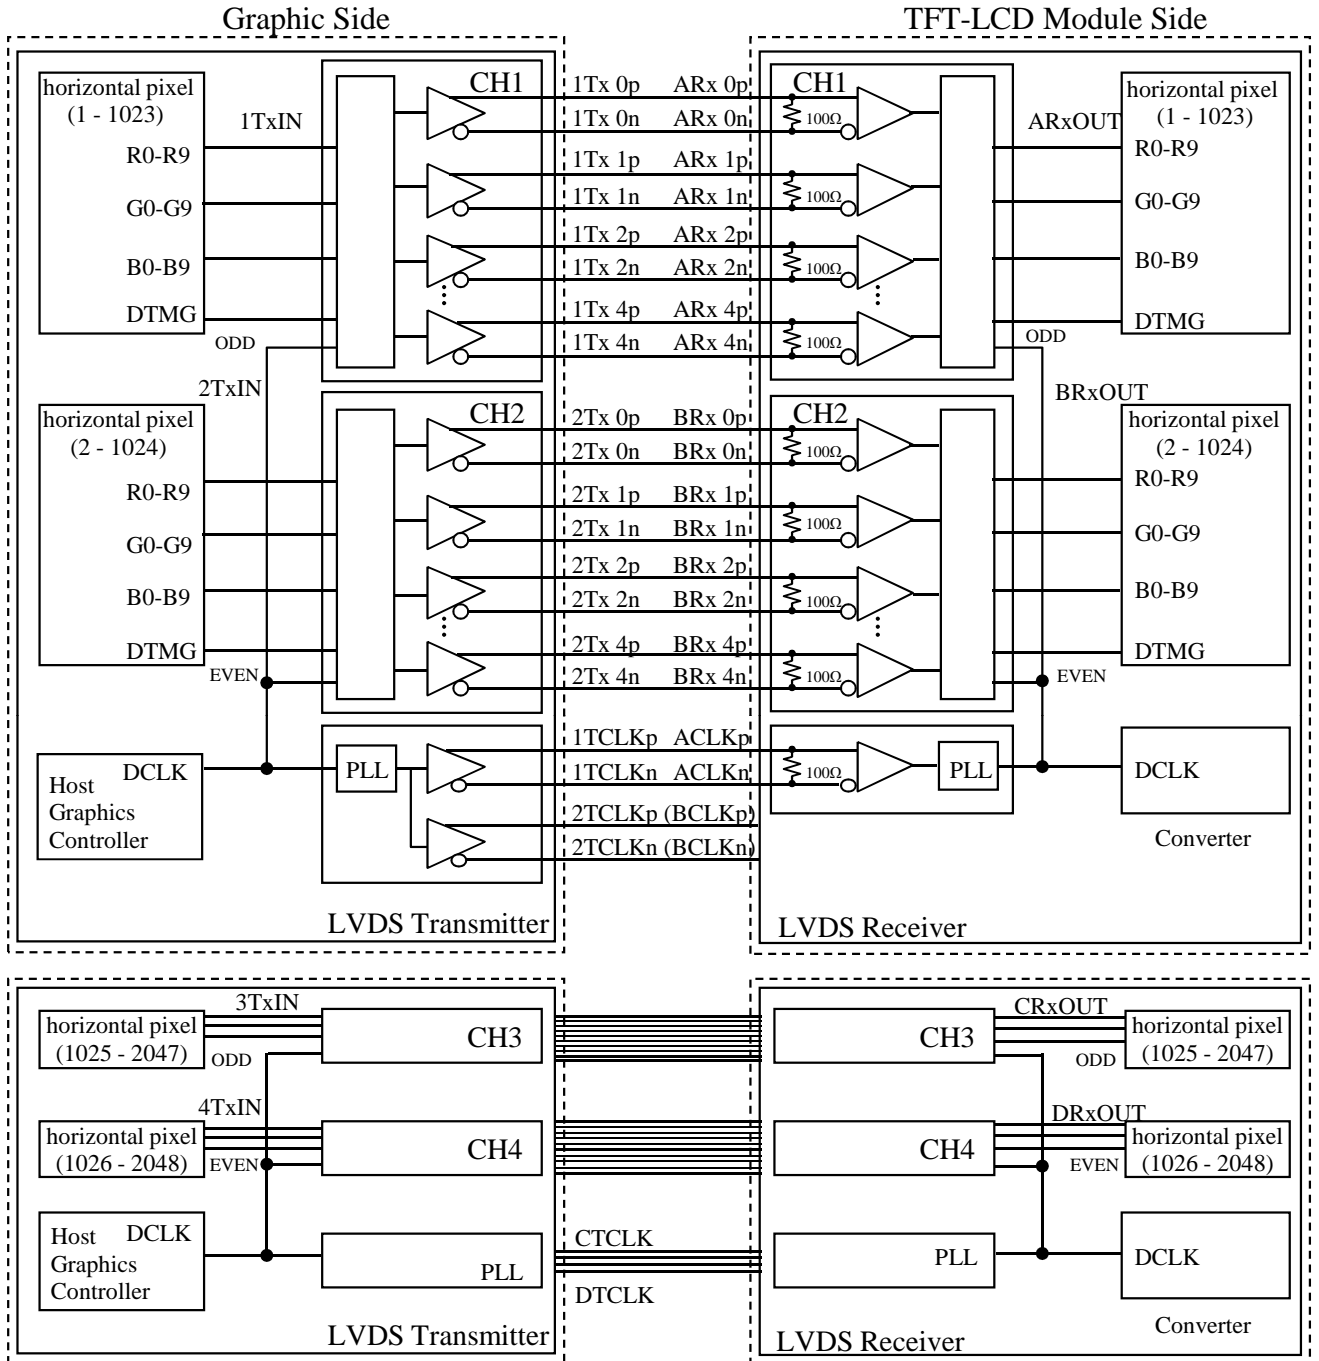 Graphic Side
TFT-LCD Module Side
horizontal pixel
(1 - 1023)
R0-R9
G0-G9
B0-B9
DTMG
1TxIN
ODD
2TxIN
CH1
1Tx 0p ARx 0p
1Tx 0n ARx 0n
1Tx 1p ARx 1p
1Tx 1n ARx 1n
1Tx 2p ARx 2p
1Tx 2n ARx 2n
1Tx 4p ARx 4p
1Tx 4n ARx 4n
CH1
100Ω
100Ω
100Ω
100Ω
ARxOUT
ODD
BRxOUT
horizontal pixel
(1 - 1023)
R0-R9
G0-G9
B0-B9
DTMG
horizontal pixel
(2 - 1024)
R0-R9
G0-G9
B0-B9
DTMG
EVEN
CH2
2Tx 0p BRx 0p
2Tx 0n BRx 0n
2Tx 1p BRx 1p
2Tx 1n BRx 1n
2Tx 2p BRx 2p
2Tx 2n BRx 2n
2Tx 4p BRx 4p
2Tx 4n BRx 4n
CH2
100Ω
100Ω
100Ω
100Ω
EVEN
horizontal pixel
(2 - 1024)
R0-R9
G0-G9
B0-B9
DTMG
DCLK
Host
Graphics
Controller
PLL
1TCLKp ACLKp
1TCLKn ACLKn
2TCLKp (BCLKp)
2TCLKn (BCLKn)
100Ω
PLL
DCLK
Converter
LVDS Transmitter
LVDS Receiver
3TxIN
horizontal pixel
(1025 - 2047)
ODD
CH3
CH3
CRxOUT
ODD
horizontal pixel
(1025 - 2047)
4TxIN
horizontal pixel
(1026 - 2048)
EVEN
CH4
CH4
DRxOUT
EVEN
horizontal pixel
(1026 - 2048)
Host DCLK
Graphics
Controller
PLL
CTCLK
DTCLK
PLL
DCLK
Converter
LVDS Transmitter
LVDS Receiver